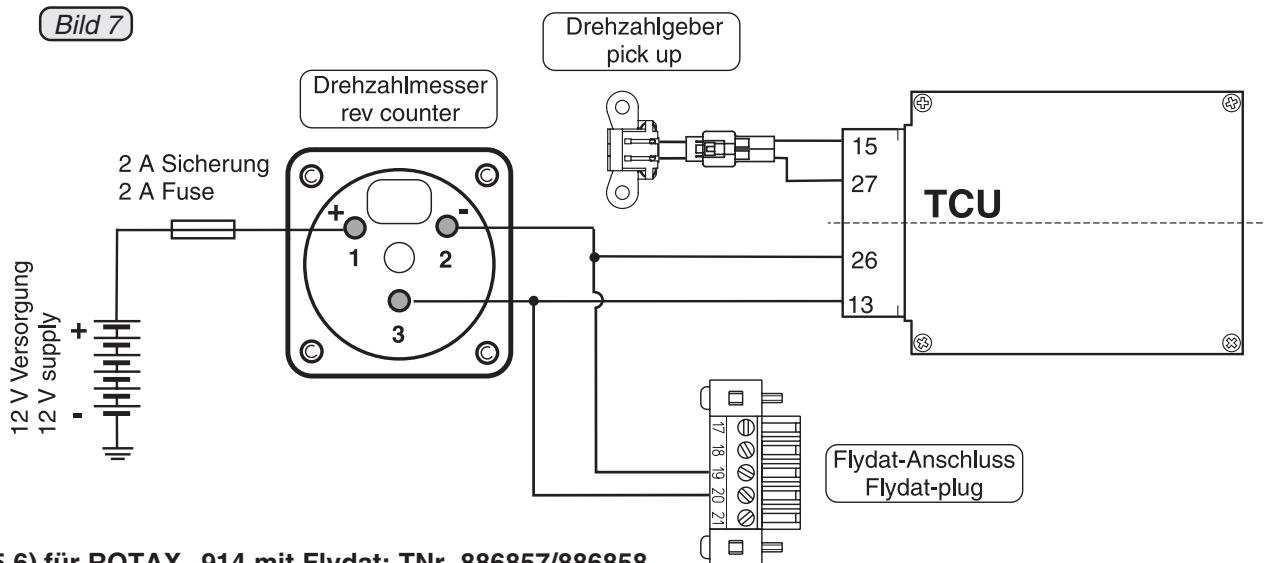 Bild 7
Drehzahlgeber
pick up
Drehzahlmesser
rev counter
2 A Sicherung
2 A Fuse
+
-
1
2
3
15
27
TCU
26
13
12 V Versorgung
12 V supply
+
-
17
18
19
20
21
Flydat-Anschluss
Flydat-plug
5.6) für ROTAX 914 mit Flydat: TNr. 886857/886858